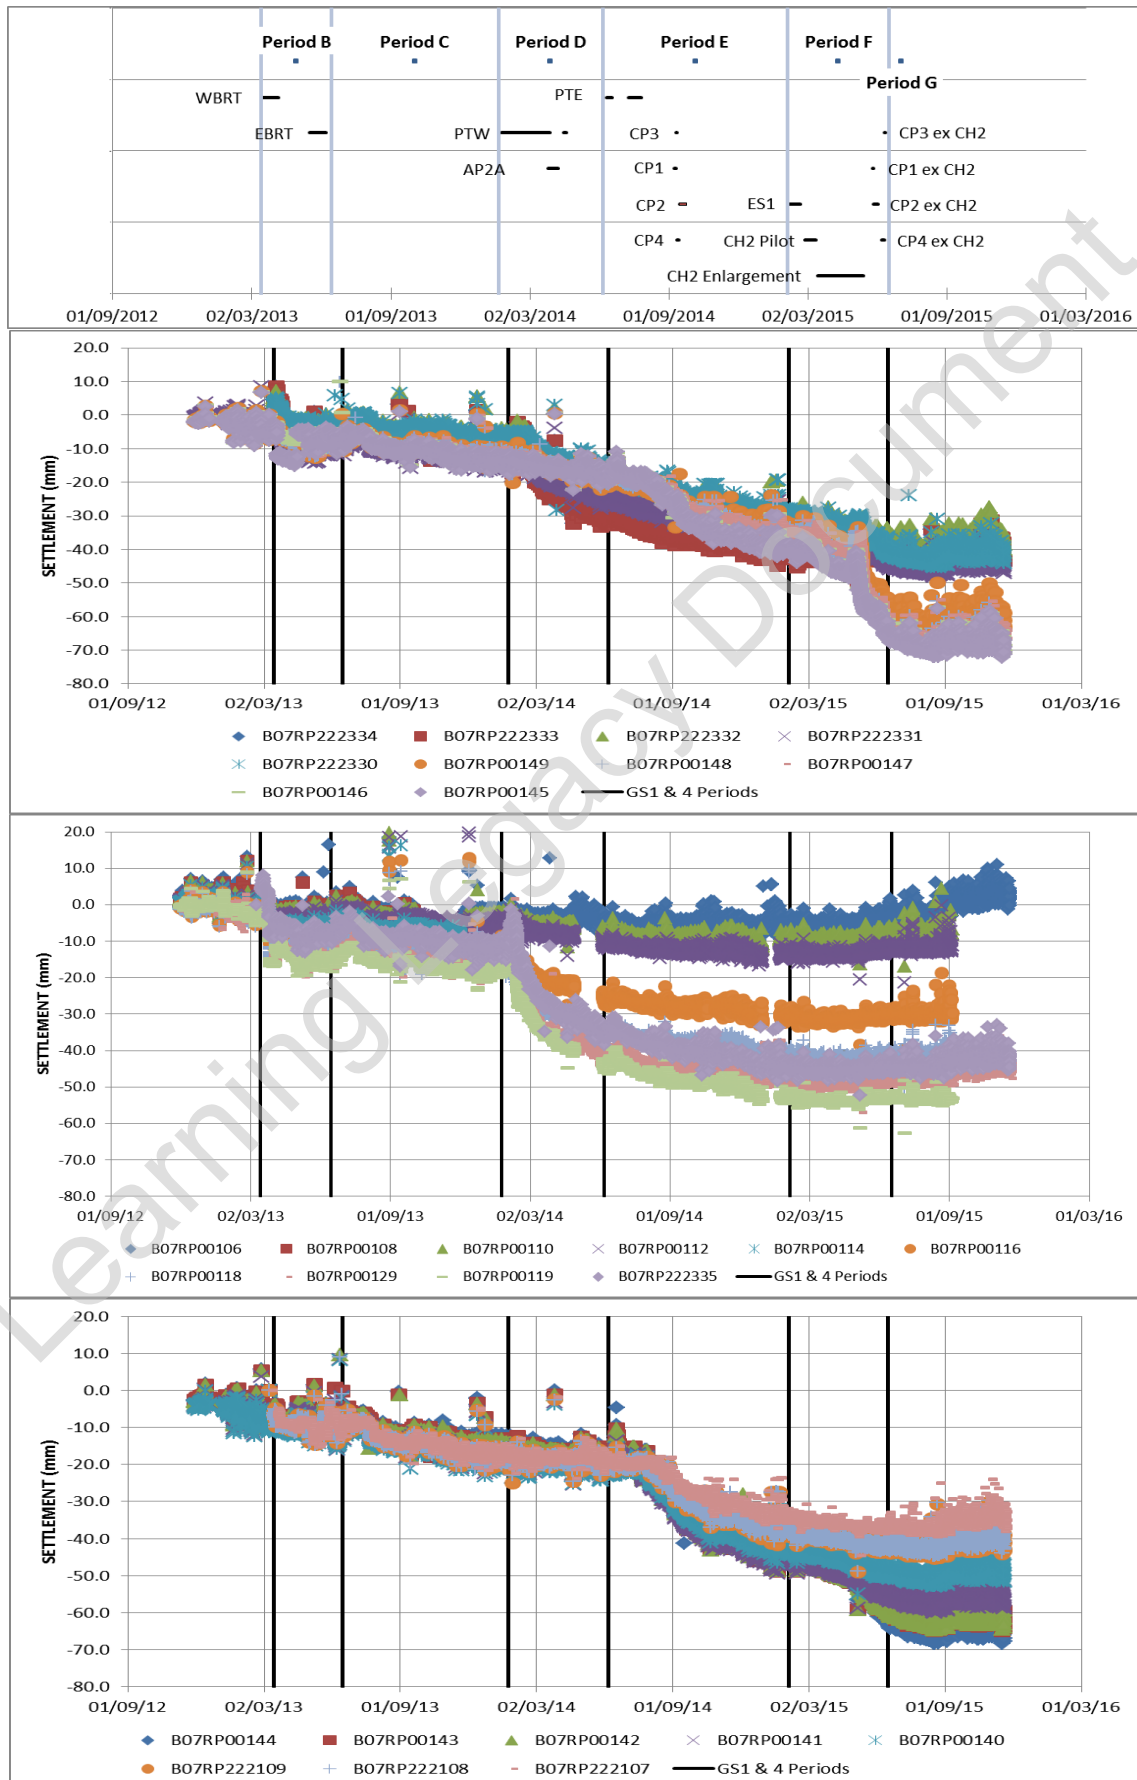 Period B Period C Period D Period E Period F
Period G
WBRT PTE
EBRT PTW CP3 CP3 ex CH2
AP2A CP1 CP1 ex CH2
CP2 ES1 CP2 ex CH2
CP4 CH2 Pilot CP4 ex CH2
CH2 Enlargement
01/09/2012 02/03/2013 01/09/2013 02/03/2014 01/09/2014 02/03/2015 01/09/2015 01/03/2016
SETTLEMENT (mm)
20.0
10.0
0.0
-10.0
-20.0
-30.0
-40.0
-50.0
-60.0
-70.0
-80.0
01/09/12 02/03/13 01/09/13 02/03/14 01/09/14 02/03/15 01/09/15 01/03/16
B07RP222334 B07RP222333 B07RP222332 B07RP222331
B07RP222330 B07RP00149 B07RP00148 B07RP00147
B07RP00146 B07RP00145 GS1 & 4 Periods
SETTLEMENT (mm)
20.0
10.0
0.0
-10.0
-20.0
-30.0
-40.0
-50.0
-60.0
-70.0
-80.0
01/09/12 02/03/13 01/09/13 02/03/14 01/09/14 02/03/15 01/09/15 01/03/16
B07RP00106 B07RP00108 B07RP00110 B07RP00112 B07RP00114 B07RP00116
B07RP00118 B07RP00129 B07RP00119 B07RP222335 GS1 & 4 Periods
SETTLEMENT (mm)
20.0
10.0
0.0
-10.0
-20.0
-30.0
-40.0
-50.0
-60.0
-70.0
-80.0
01/09/12 02/03/13 01/09/13 02/03/14 01/09/14 02/03/15 01/09/15 01/03/16
B07RP00144 B07RP00143 B07RP00142 B07RP00141 B07RP00140
B07RP222109 B07RP222108 B07RP222107 GS1 & 4 Periods
Learning Legacy Document